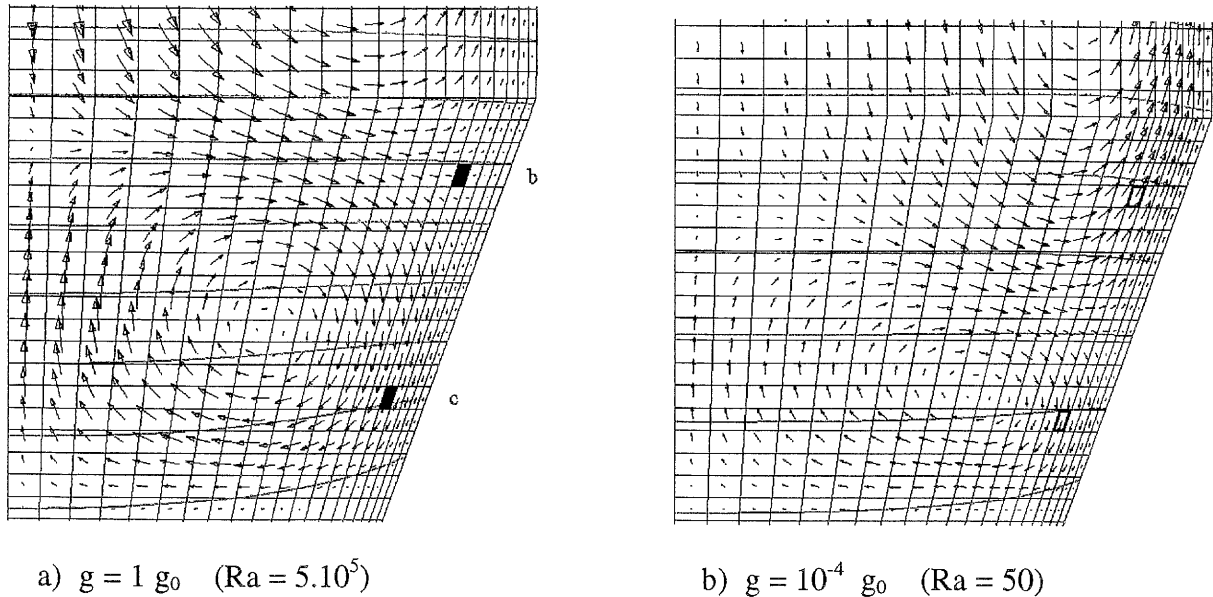 b
c
a) g = 1 g₀ (Ra = 5.10⁵)
b) g = 10⁻⁴ g₀ (Ra = 50)